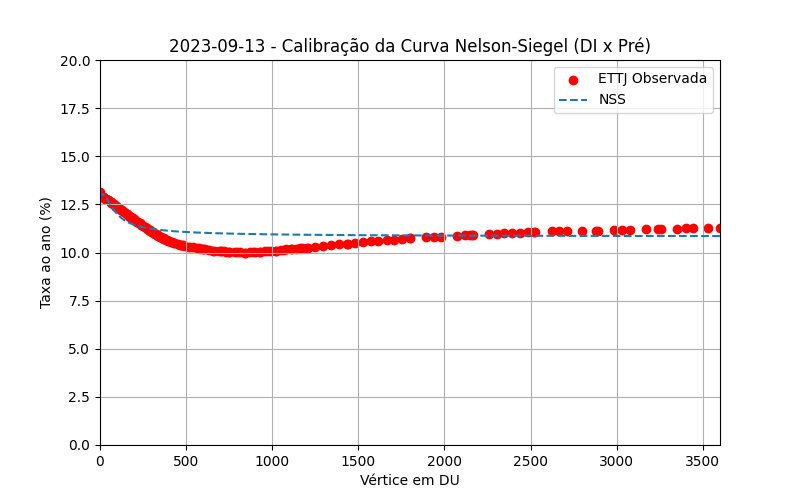 2023-09-13 - Calibração da Curva Nelson-Siegel (DI x Pré)
20.0
17.5
15.0
12.5
10.0
7.5
5.0
2.5
0.0
Taxa ao ano (%)
ETTJ Observada
NSS
0 500 1000 1500 2000 2500 3000 3500
Vértice em DU